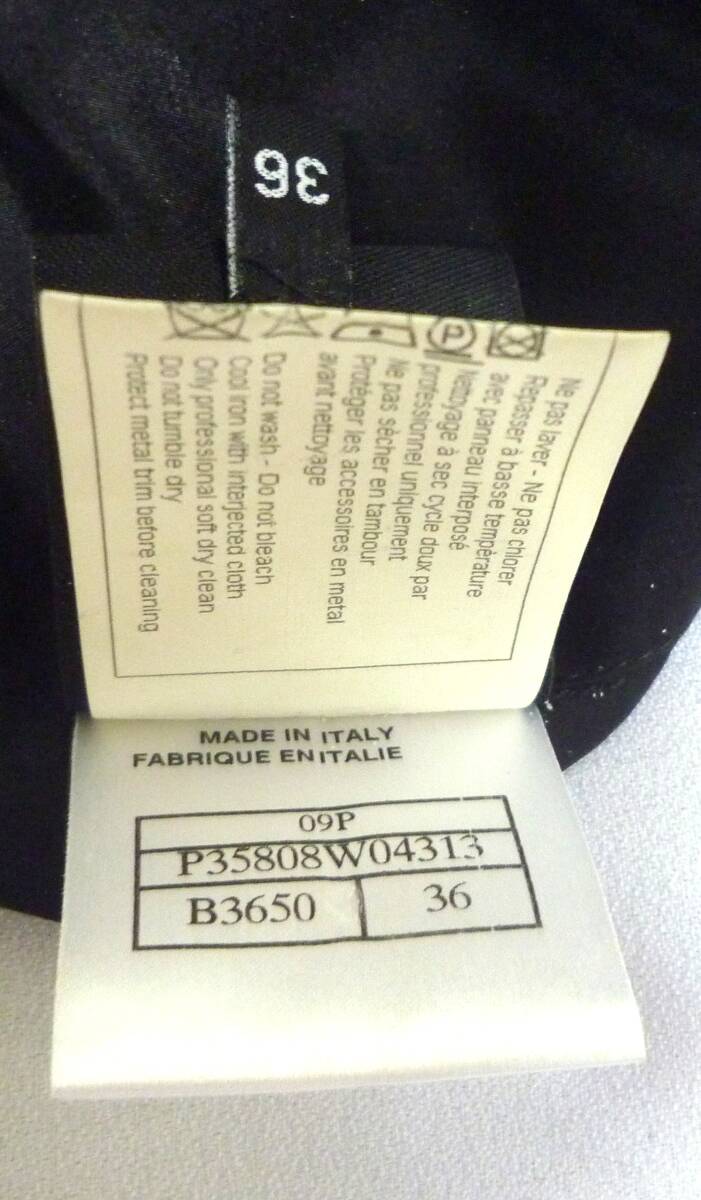 36
Ne pas laver - Ne pas chlorer
Repasser à basse température
avec panneau interposé
Nettoyage à sec cycle doux par
professionnel uniquement
Ne pas sècher en tambour
Protéger les accessoires en metal
avant nettoyage
Do not wash - Do not bleach
Cool iron with interjected cloth
Only professional soft dry clean
Do not tumble dry
Protect metal trim before cleaning
MADE IN ITALY
FABRIQUE EN ITALIE
09P
P35808W04313
B3650
36